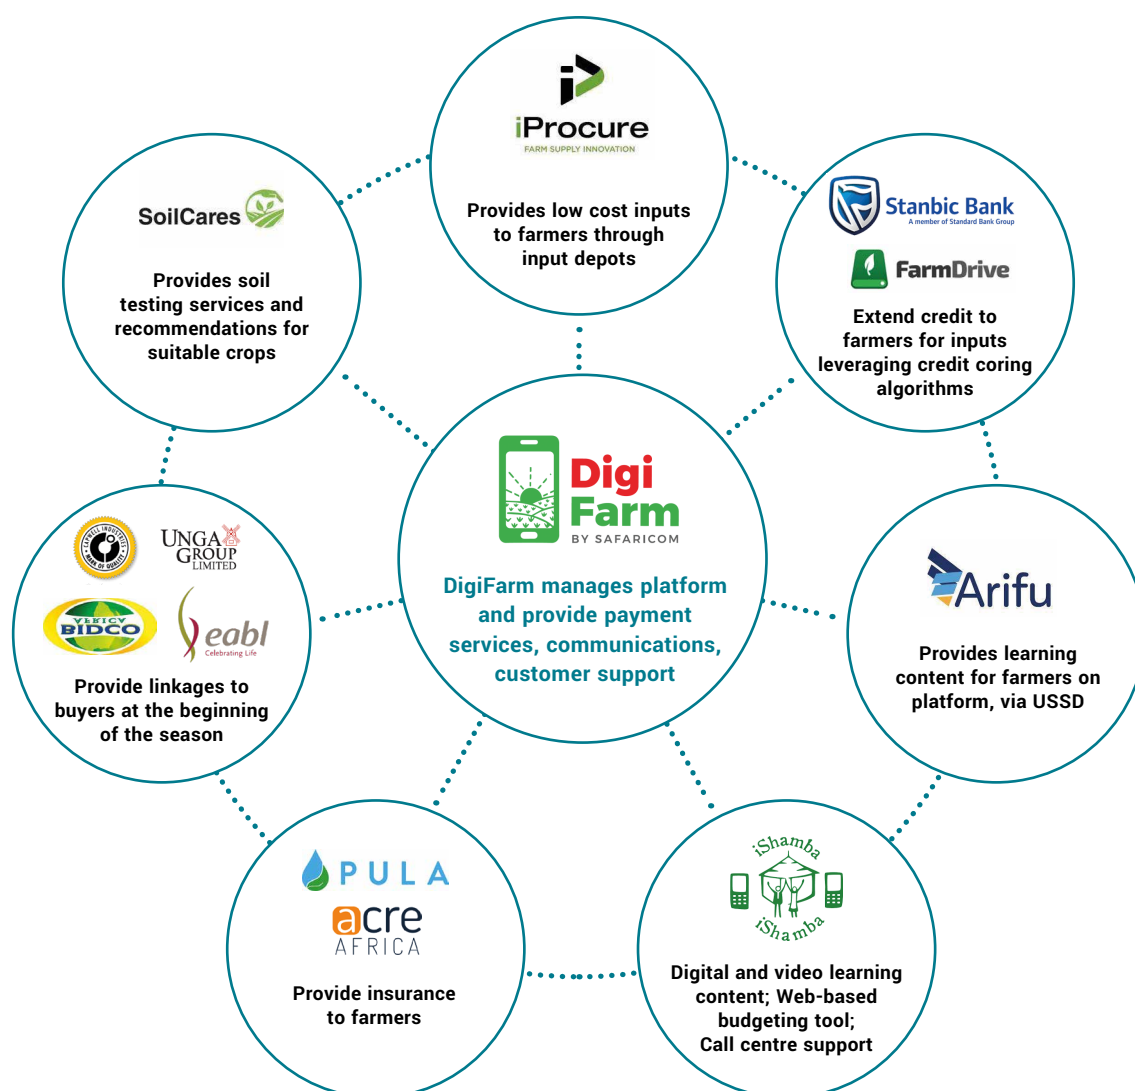 iProcure
FARM SUPPLY INNOVATION
Provides low cost inputs
to farmers through
input depots
Stanbic Bank
A member of Standard Bank Group
FarmDrive
Extend credit to
farmers for inputs
leveraging credit coring
algorithms
Arifu
Provides learning
content for farmers on
platform, via USSD
iShamba
iShamba
Digital and video learning
content; Web-based
budgeting tool;
Call centre support
PULA
acre
AFRICA
Provide insurance
to farmers
CAPWELL INDUSTRIES
MARK OF QUALITY
UNGA
GROUP
LIMITED
BIDCO
eabl
Celebrating Life
Provide linkages to
buyers at the beginning
of the season
SoilCares
Provides soil
testing services and
recommendations for
suitable crops
Digi
Farm
BY SAFARICOM
DigiFarm manages platform
and provide payment
services, communications,
customer support